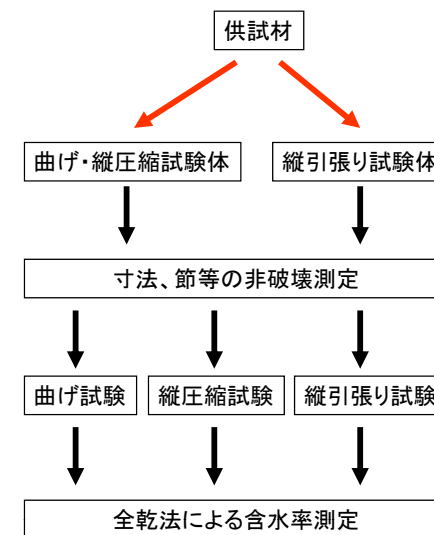 供試材
曲げ・縦圧縮試験体
縦引張り試験体
寸法、節等の非破壊測定
曲げ試験
縦圧縮試験
縦引張り試験
全乾法による含水率測定